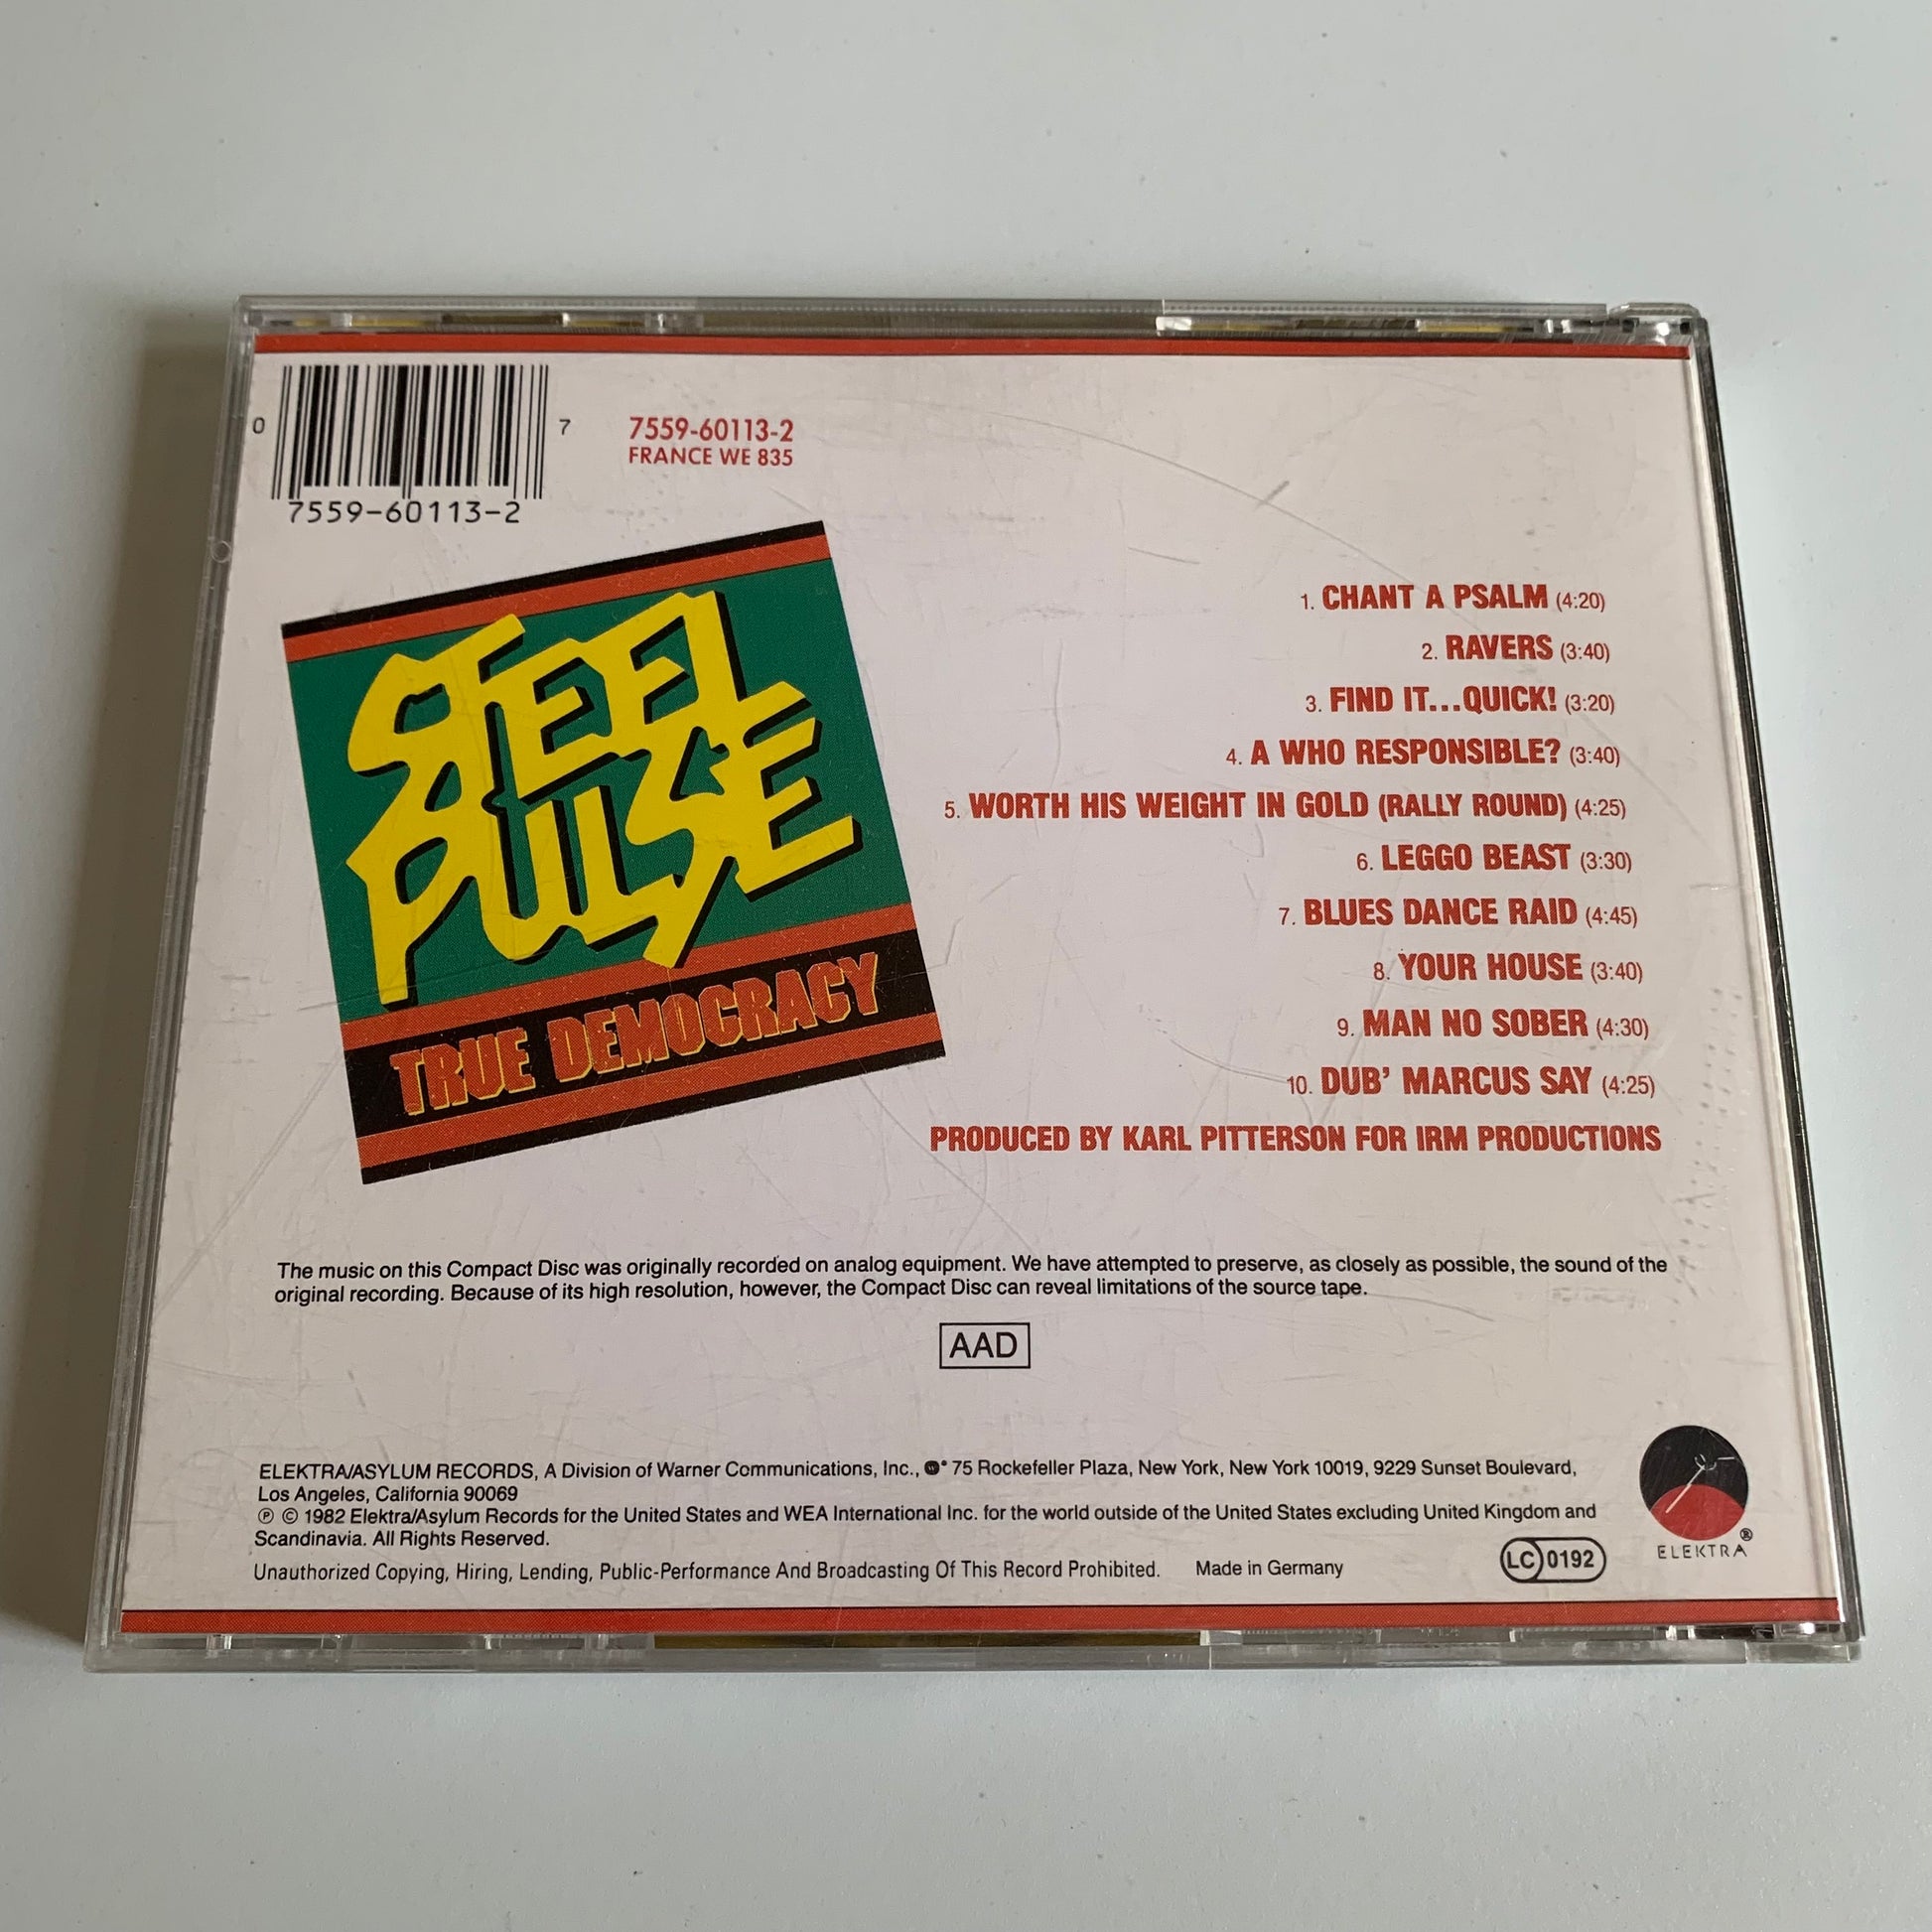 0 7
7559-60113-2
7559-60113-2
FRANCE WE 835
STEEL
PULSE
TRUE DEMOCRACY
1. CHANT A PSALM (4:20)
2. RAVERS (3:40)
3. FIND IT...QUICK! (3:20)
4. A WHO RESPONSIBLE? (3:40)
5. WORTH HIS WEIGHT IN GOLD (RALLY ROUND) (4:25)
6. LEGGO BEAST (3:30)
7. BLUES DANCE RAID (4:45)
8. YOUR HOUSE (3:40)
9. MAN NO SOBER (4:30)
10. DUB' MARCUS SAY (4:25)
PRODUCED BY KARL PITTERSON FOR IRM PRODUCTIONS
The music on this Compact Disc was originally recorded on analog equipment. We have attempted to preserve, as closely as possible, the sound of the
original recording. Because of its high resolution, however, the Compact Disc can reveal limitations of the source tape.
AAD
ELEKTRA/ASYLUM RECORDS, A Division of Warner Communications, Inc., 75 Rockefeller Plaza, New York, New York 10019, 9229 Sunset Boulevard,
Los Angeles, California 90069
℗ © 1982 Elektra/Asylum Records for the United States and WEA International Inc. for the world outside of the United States excluding United Kingdom and
Scandinavia. All Rights Reserved.
Unauthorized Copying, Hiring, Lending, Public-Performance And Broadcasting Of This Record Prohibited. Made in Germany
LC 0192
ELEKTRA®